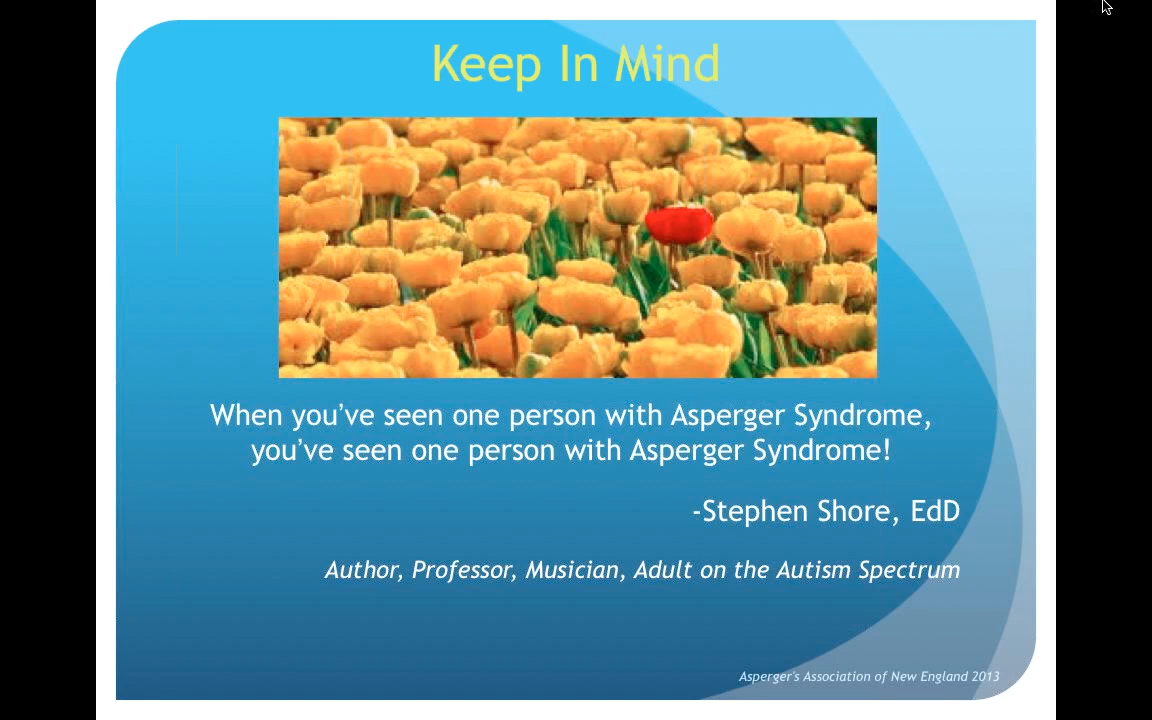 Keep In Mind
When you’ve seen one person with Asperger Syndrome,
you’ve seen one person with Asperger Syndrome!
-Stephen Shore, EdD
Author, Professor, Musician, Adult on the Autism Spectrum
Asperger's Association of New England 2013